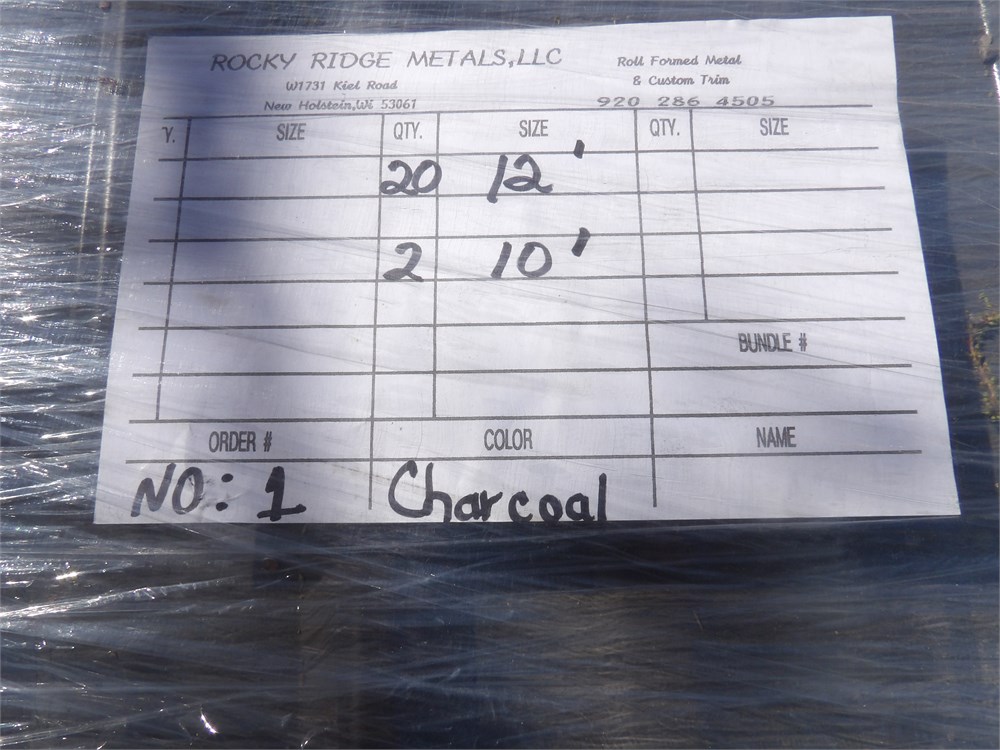 ROCKY RIDGE METALS,LLC
Roll Formed Metal
W1731 Kiel Road
& Custom Trim
New Holstein,Wi 53061
920 286 4505
Y. SIZE QTY. SIZE QTY. SIZE
20 12'
2 10'
BUNDLE #
ORDER # COLOR NAME
NO: 1 Charcoal